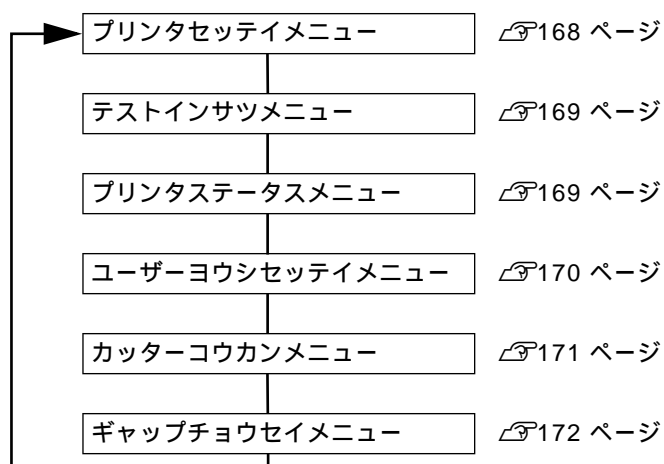 プリンタセッテイメニュー 168 ページ
テストインサツメニュー 169 ページ
プリンタステータスメニュー 169 ページ
ユーザーヨウシセッテイメニュー 170 ページ
カッターコウカンメニュー 171 ページ
ギャップチョウセイメニュー 172 ページ